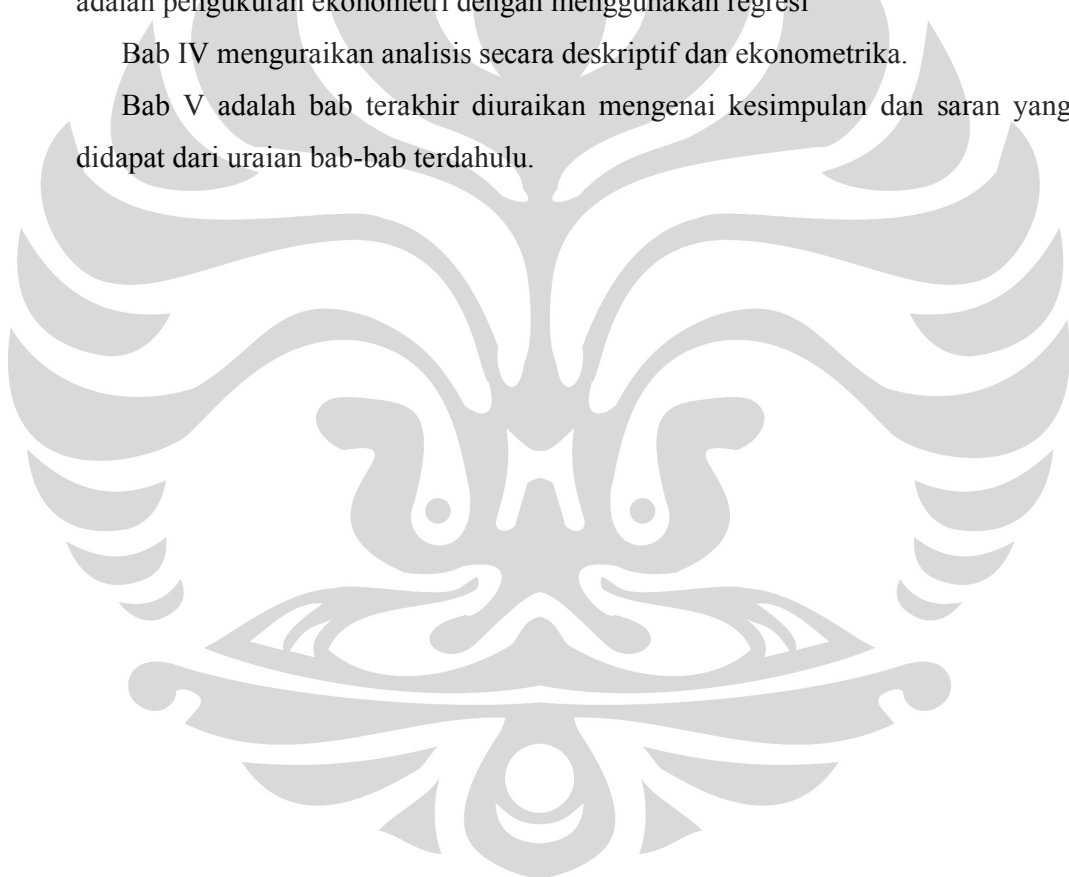 adalah pengukuran ekonometri dengan menggunakan regresi
Bab IV menguraikan analisis secara deskriptif dan ekonometrika.
Bab V adalah bab terakhir diuraikan mengenai kesimpulan dan saran yang
didapat dari uraian bab-bab terdahulu.